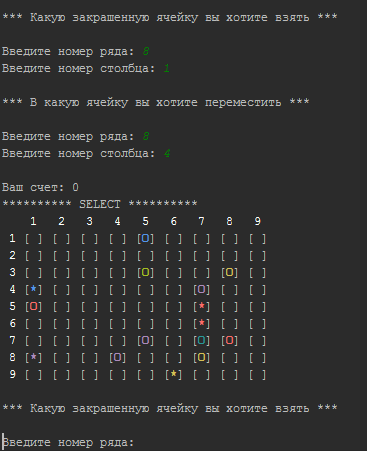 *** Какую закрашенную ячейку вы хотите взять ***
Введите номер ряда: 8
Введите номер столбца: 1
*** В какую ячейку вы хотите переместить ***
Введите номер ряда: 8
Введите номер столбца: 4
Ваш счет: 0
********** SELECT **********
1 2 3 4 5 6 7 8 9
1 [ ] [ ] [ ] [ ] [O] [ ] [ ] [ ] [ ]
2 [ ] [ ] [ ] [ ] [ ] [ ] [ ] [ ] [ ]
3 [ ] [ ] [ ] [ ] [O] [ ] [ ] [O] [ ]
4 [*] [ ] [ ] [ ] [ ] [ ] [O] [ ] [ ]
5 [O] [ ] [ ] [ ] [ ] [ ] [*] [ ] [ ]
6 [ ] [ ] [ ] [ ] [ ] [ ] [*] [ ] [ ]
7 [ ] [ ] [ ] [ ] [O] [ ] [O] [O] [ ]
8 [*] [ ] [ ] [O] [ ] [ ] [O] [ ] [ ]
9 [ ] [ ] [ ] [ ] [ ] [*] [ ] [ ] [ ]
*** Какую закрашенную ячейку вы хотите взять ***
Введите номер ряда: